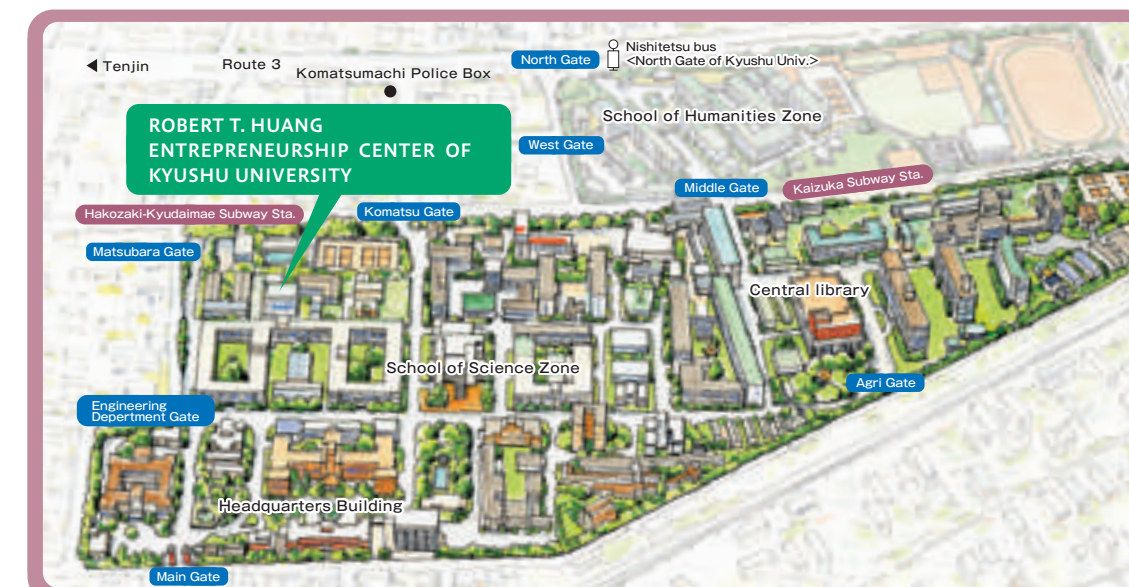 ◀ Tenjin
Route 3
Komatsumachi Police Box
North Gate
Nishitetsu bus
<North Gate of Kyushu Univ.>
School of Humanities Zone
ROBERT T. HUANG
ENTREPRENEURSHIP CENTER OF
KYUSHU UNIVERSITY
West Gate
Middle Gate
Kaizuka Subway Sta.
Hakozaki-Kyudaimae Subway Sta.
Komatsu Gate
Matsubara Gate
Central library
School of Science Zone
Agri Gate
Engineering
Depertment Gate
Headquarters Building
Main Gate